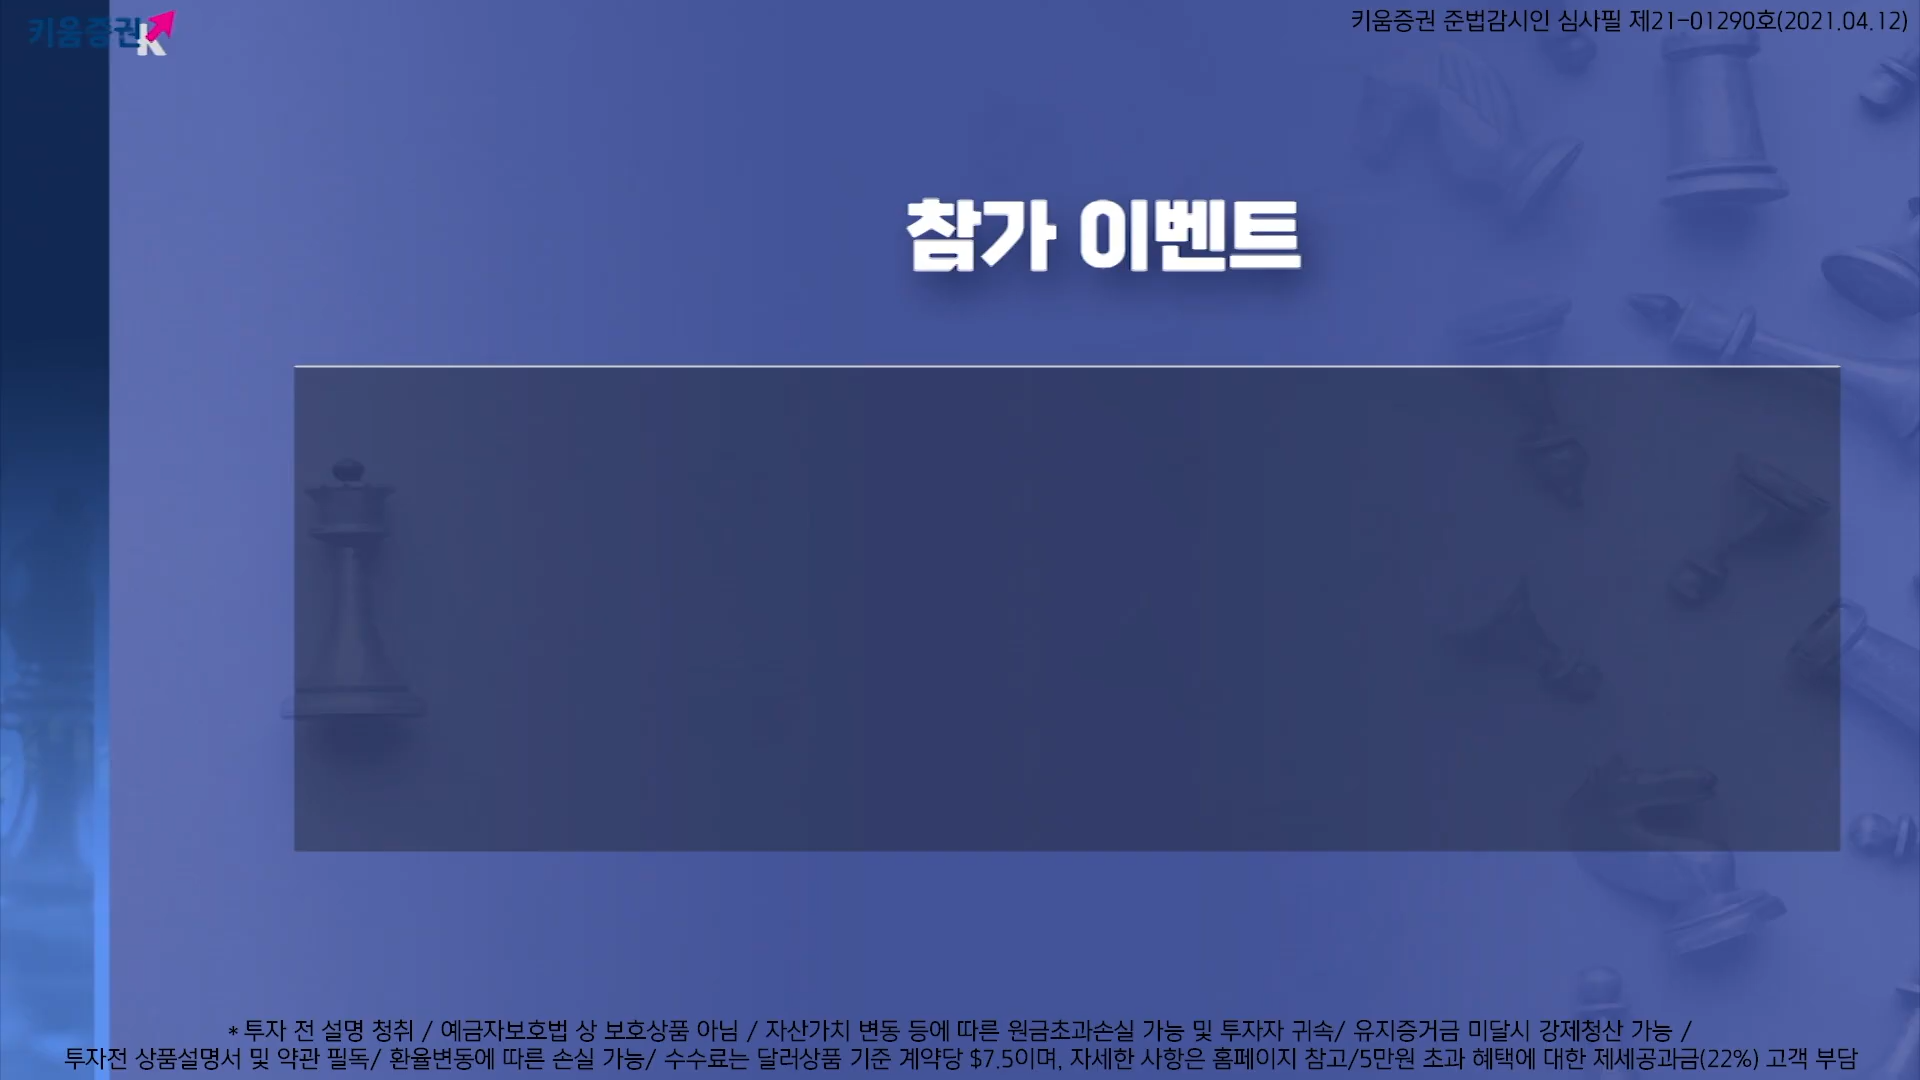 키움증권
키움증권 준법감시인 심사필 제21-01290호(2021.04.12)
참가 이벤트
* 투자 전 설명 청취 / 예금자보호법 상 보호상품 아님 / 자산가치 변동 등에 따른 원금초과손실 가능 및 투자자 귀속/ 유지증거금 미달시 강제청산 가능 /
투자전 상품설명서 및 약관 필독/ 환율변동에 따른 손실 가능/ 수수료는 달러상품 기준 계약당 $7.5이며, 자세한 사항은 홈페이지 참고/5만원 초과 혜택에 대한 제세공과금(22%) 고객 부담